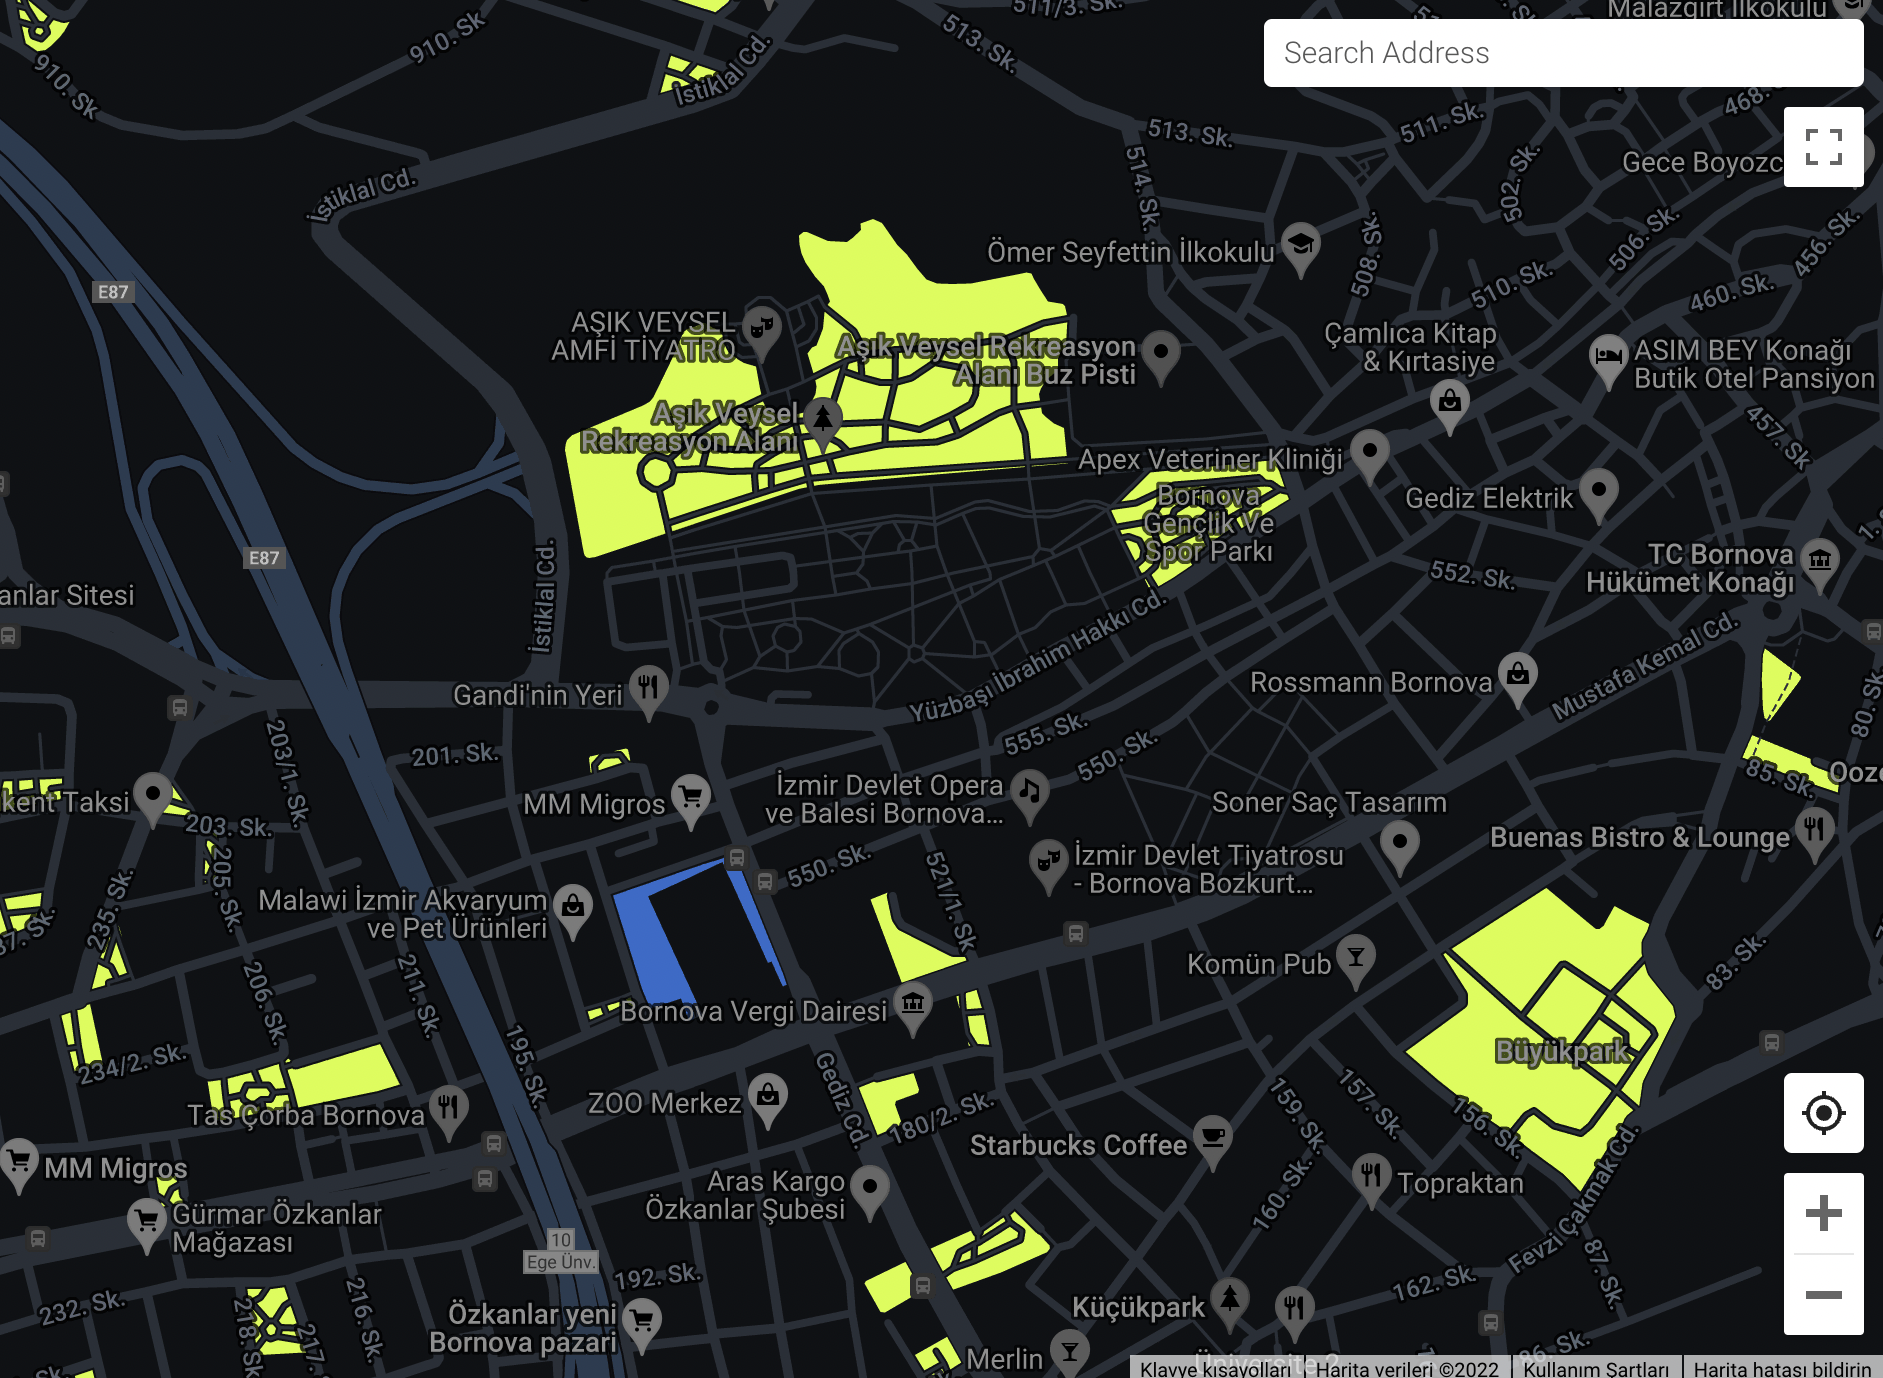 511/3. Sk.
Malazgirt İlkokulu
910. Sk
513. Sk.
Search Address
910. Sk
İstiklal Cd.
468.
511. Sk.
513. Sk.
502. Sk.
Gece Boyozc
514. Sk.
İstiklal Cd.
506. Sk.
456. Sk.
508. Sk.
Ömer Seyfettin İlkokulu
510. Sk.
460. Sk.
E87
AŞIK VEYSEL
AMFİ TİYATRO
Aşık Veysel Rekreasyon
Alanı Buz Pisti
Çamlıca Kitap
& Kırtasiye
ASIM BEY Konağı
Butik Otel Pansiyon
Aşık Veysel
Rekreasyon Alanı
457. Sk
Apex Veteriner Kliniği
Gediz Elektrik
Bornova
Gençlik Ve
Spor Parkı
E87
İstiklal Cd.
552. Sk.
TC Bornova
Hükümet Konağı
anlar Sitesi
Yüzbaşı İbrahim Hakkı Cd.
Mustafa Kemal Cd.
Gandi'nin Yeri
Rossmann Bornova
80. Sk.
203/1. Sk.
201. Sk.
555. Sk.
550. Sk.
kent Taksi
MM Migros
İzmir Devlet Opera
ve Balesi Bornova...
Soner Saç Tasarım
85. Sk.
Ooze
203. Sk.
Buenas Bistro & Lounge
205. Sk.
550. Sk.
521/1. Sk
İzmir Devlet Tiyatrosu
- Bornova Bozkurt...
235. Sk.
Malawi İzmir Akvaryum
ve Pet Ürünleri
37. Sk.
Komün Pub
83. Sk.
206. Sk.
211. Sk.
Bornova Vergi Dairesi
195. Sk.
234/2. Sk.
Büyükpark
Gediz Cd.
159. Sk.
157. Sk.
156. Sk.
Tas Çorba Bornova
ZOO Merkez
180/2. Sk.
Starbucks Coffee
MM Migros
Aras Kargo
Özkanlar Şubesi
160. Sk.
Topraktan
Fevzi Çakmak Cd.
Gürmar Özkanlar
Mağazası
10
Ege Ünv.
192. Sk.
162. Sk.
87. Sk.
232. Sk.
218. Sk
217.
216. Sk.
Özkanlar yeni
Bornova pazari
Küçükpark
Merlin
Üniversite 2
86. Sk.
Klavye kısayolları
Harita verileri ©2022
Kullanım Şartları
Harita hatası bildirin